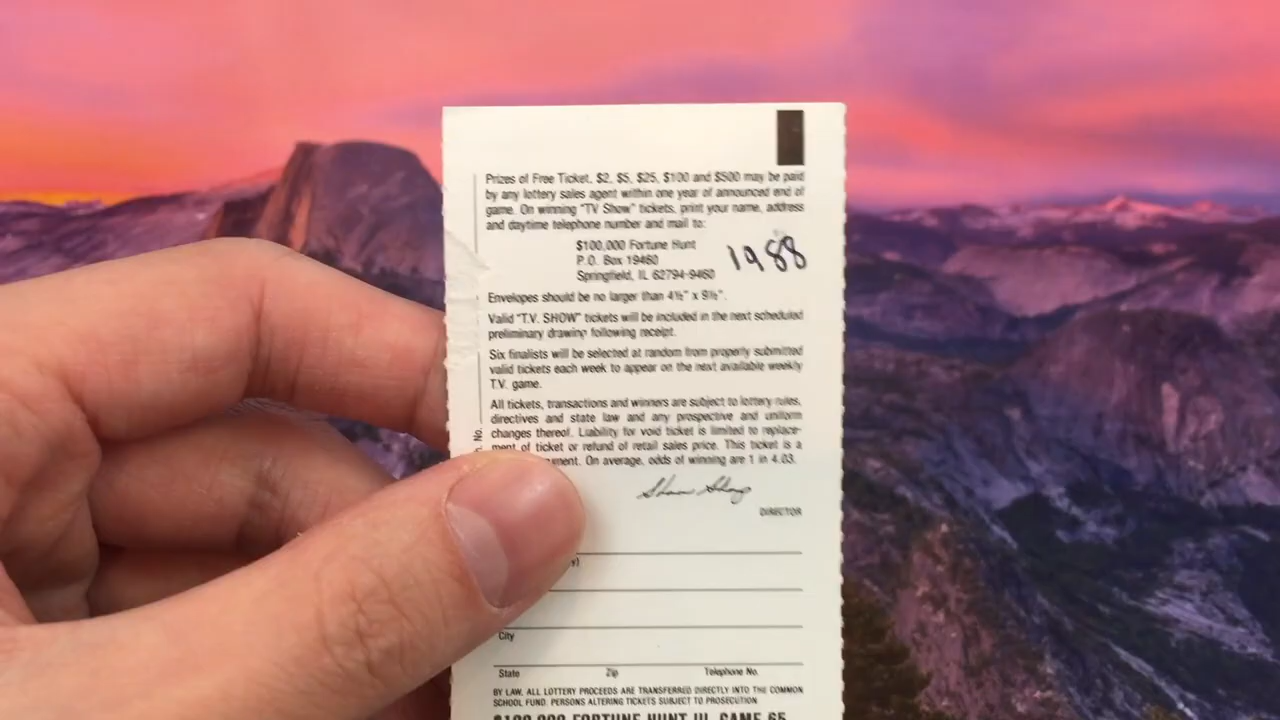 Prizes of Free Ticket, $2, $5, $25, $100 and $500 may be paid
by any lottery sales agent within one year of announced end of
game. On winning "TV Show" tickets, print your name, address
and daytime telephone number and mail to:
$100,000 Fortune Hunt
P.O. Box 19460
Springfield, IL 62794-9460
1988
Envelopes should be no larger than 4½" x 9½".
Valid "T.V. SHOW" tickets will be included in the next scheduled
preliminary drawing following receipt.
Six finalists will be selected at random from properly submitted
valid tickets each week to appear on the next available weekly
T.V. game.
All tickets, transactions and winners are subject to lottery rules,
directives and state law and any prospective and uniform
changes thereof. Liability for void ticket is limited to replace-
ment of ticket or refund of retail sales price. This ticket is a
On average, odds of winning are 1 in 4.03.
DIRECTOR
No.
City
State Zip Telephone No.
BY LAW, ALL LOTTERY PROCEEDS ARE TRANSFERRED DIRECTLY INTO THE COMMON
SCHOOL FUND. PERSONS ALTERING TICKETS SUBJECT TO PROSECUTION
$100,000 FORTUNE HUNT III, GAME 65